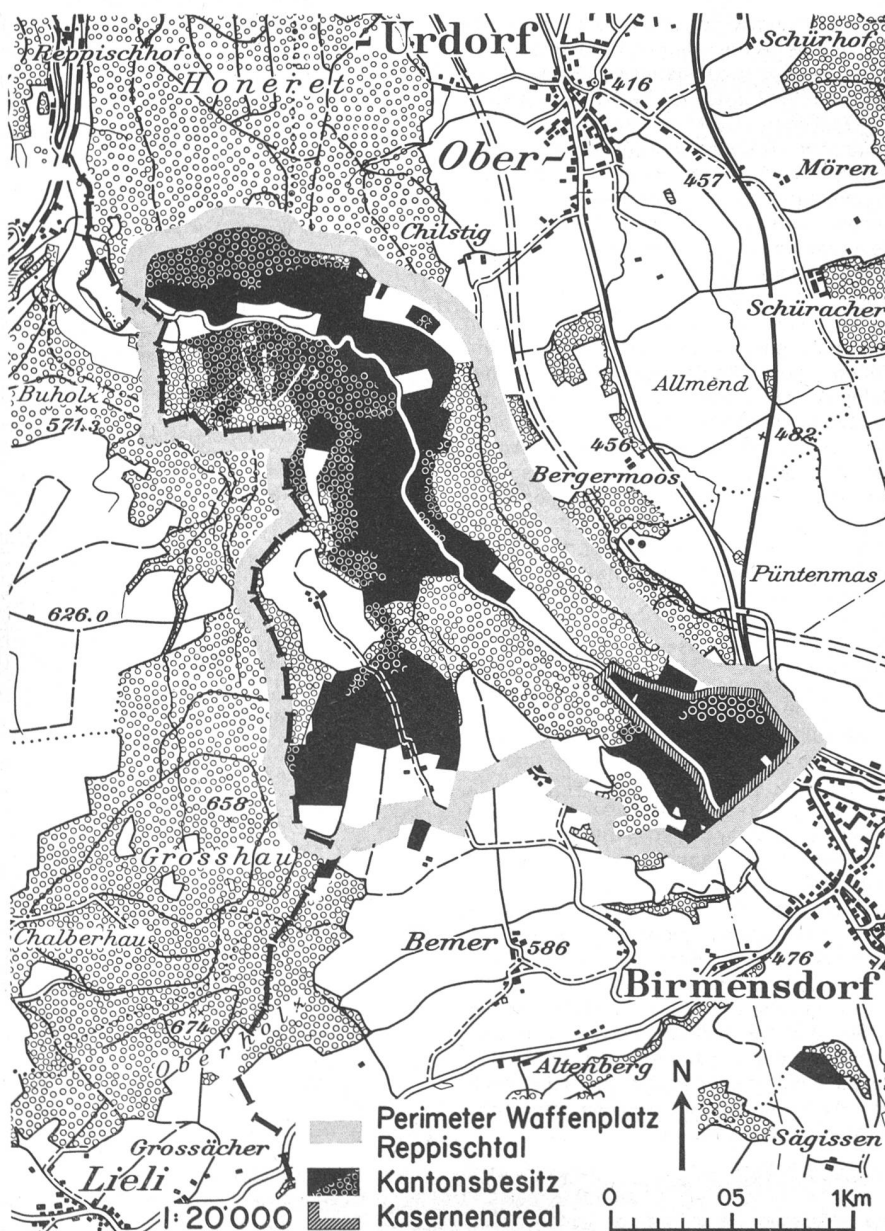 Reppischhof
Urdorf
Schürhof
Honeret
416
Ober-
457
Mören
Chilstig
Schüracher
Buholz
571.3
Allmend
482
456
Bergermoos
Püntenmas
626.0
658
Grosshau
Chalberhau
Bemer
586
476
Birmensdorf
674
Oberholz
Altenberg
N
Sägissen
Grossächer
Lieli
1:20'000
Perimeter Waffenplatz
Reppischtal
Kantonsbesitz
Kasernenareal
0 05 1Km